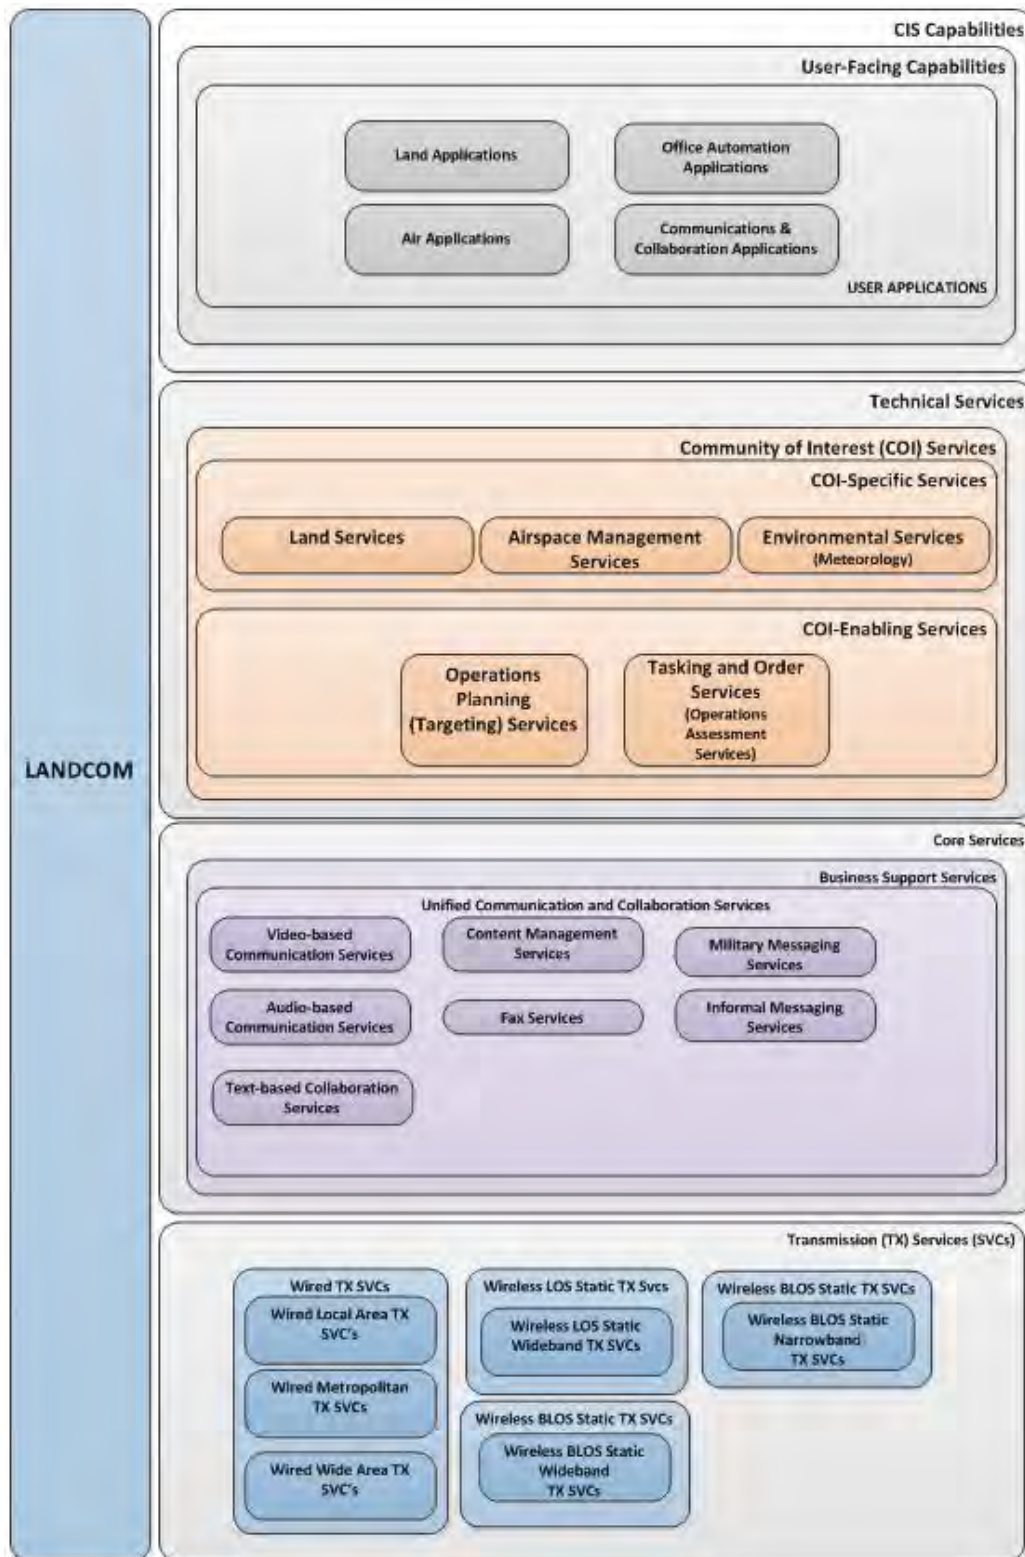 CIS Capabilities
User-Facing Capabilities
Land Applications
Office Automation
Applications
Air Applications
Communications &
Collaboration Applications
USER APPLICATIONS
Technical Services
Community of Interest (COI) Services
COI-Specific Services
Land Services
Airspace Management
Services
Environmental Services
(Meteorology)
COI-Enabling Services
Operations
Planning
(Targeting) Services
Tasking and Order
Services
(Operations
Assessment
Services)
LANDCOM
Core Services
Business Support Services
Unified Communication and Collaboration Services
Video-based
Communication Services
Content Management
Services
Military Messaging
Services
Audio-based
Communication Services
Fax Services
Informal Messaging
Services
Text-based Collaboration
Services
Transmission (TX) Services (SVCs)
Wired TX SVCs
Wired Local Area TX
SVC's
Wired Metropolitan
TX SVCs
Wired Wide Area TX
SVC's
Wireless LOS Static TX Svcs
Wireless LOS Static
Wideband TX SVCs
Wireless BLOS Static TX SVCs
Wireless BLOS Static
Wideband
TX SVCs
Wireless BLOS Static TX SVCs
Wireless BLOS Static
Narrowband
TX SVCs